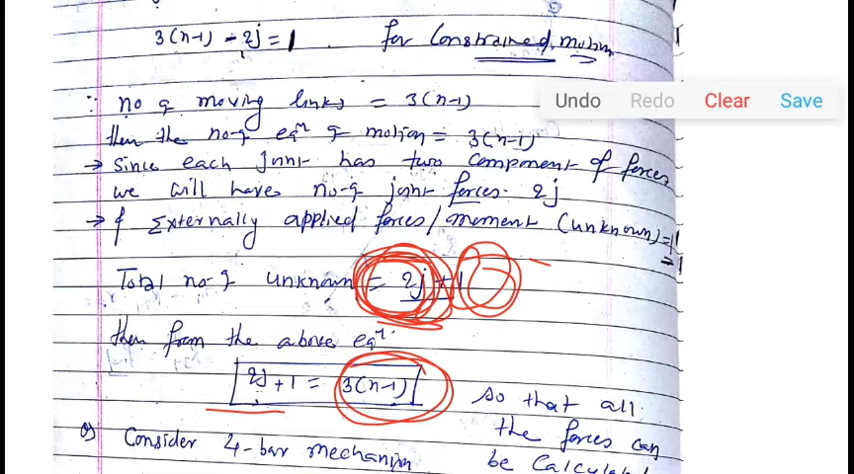 3(n-1) - 2j = 1 for Constrained motion
Undo Redo Clear Save
∵ no of moving links = 3(n-1)
then the no of eqn of motion = 3(n-1)
→ Since each joint has two component of forces
we will have no of joint forces - 2j
→ & Externally applied forces/moment (unknown) = 1
= 1
Total no of unknown = 2j + 1
then from the above eqn.
2j + 1 = 3(n-1) so that all
the forces can
Q) Consider 4-bar mechanism